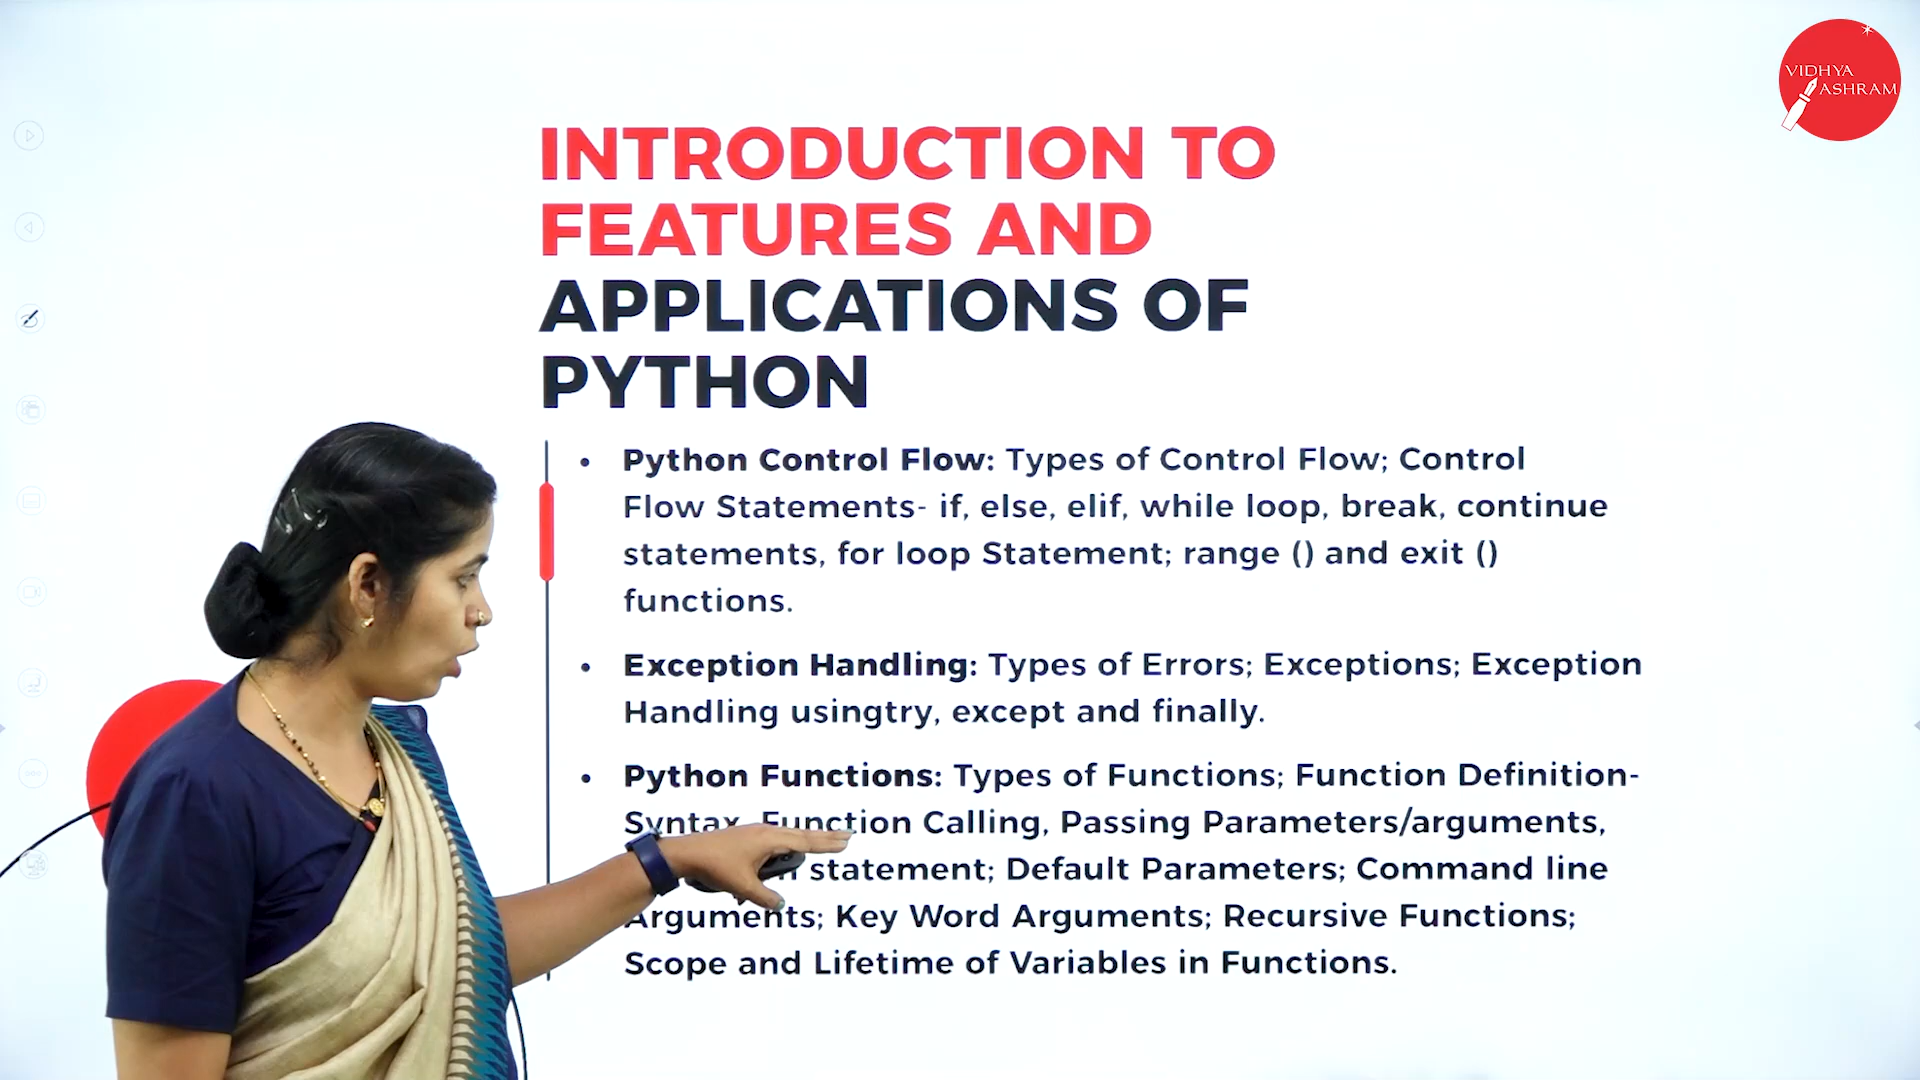 VIDHYA
ASHRAM
INTRODUCTION TO
FEATURES AND
APPLICATIONS OF
PYTHON
• Python Control Flow: Types of Control Flow; Control
Flow Statements- if, else, elif, while loop, break, continue
statements, for loop Statement; range () and exit ()
functions.
• Exception Handling: Types of Errors; Exceptions; Exception
Handling usingtry, except and finally.
• Python Functions: Types of Functions; Function Definition-
Syntax, Function Calling, Passing Parameters/arguments,
statement; Default Parameters; Command line
Arguments; Key Word Arguments; Recursive Functions;
Scope and Lifetime of Variables in Functions.